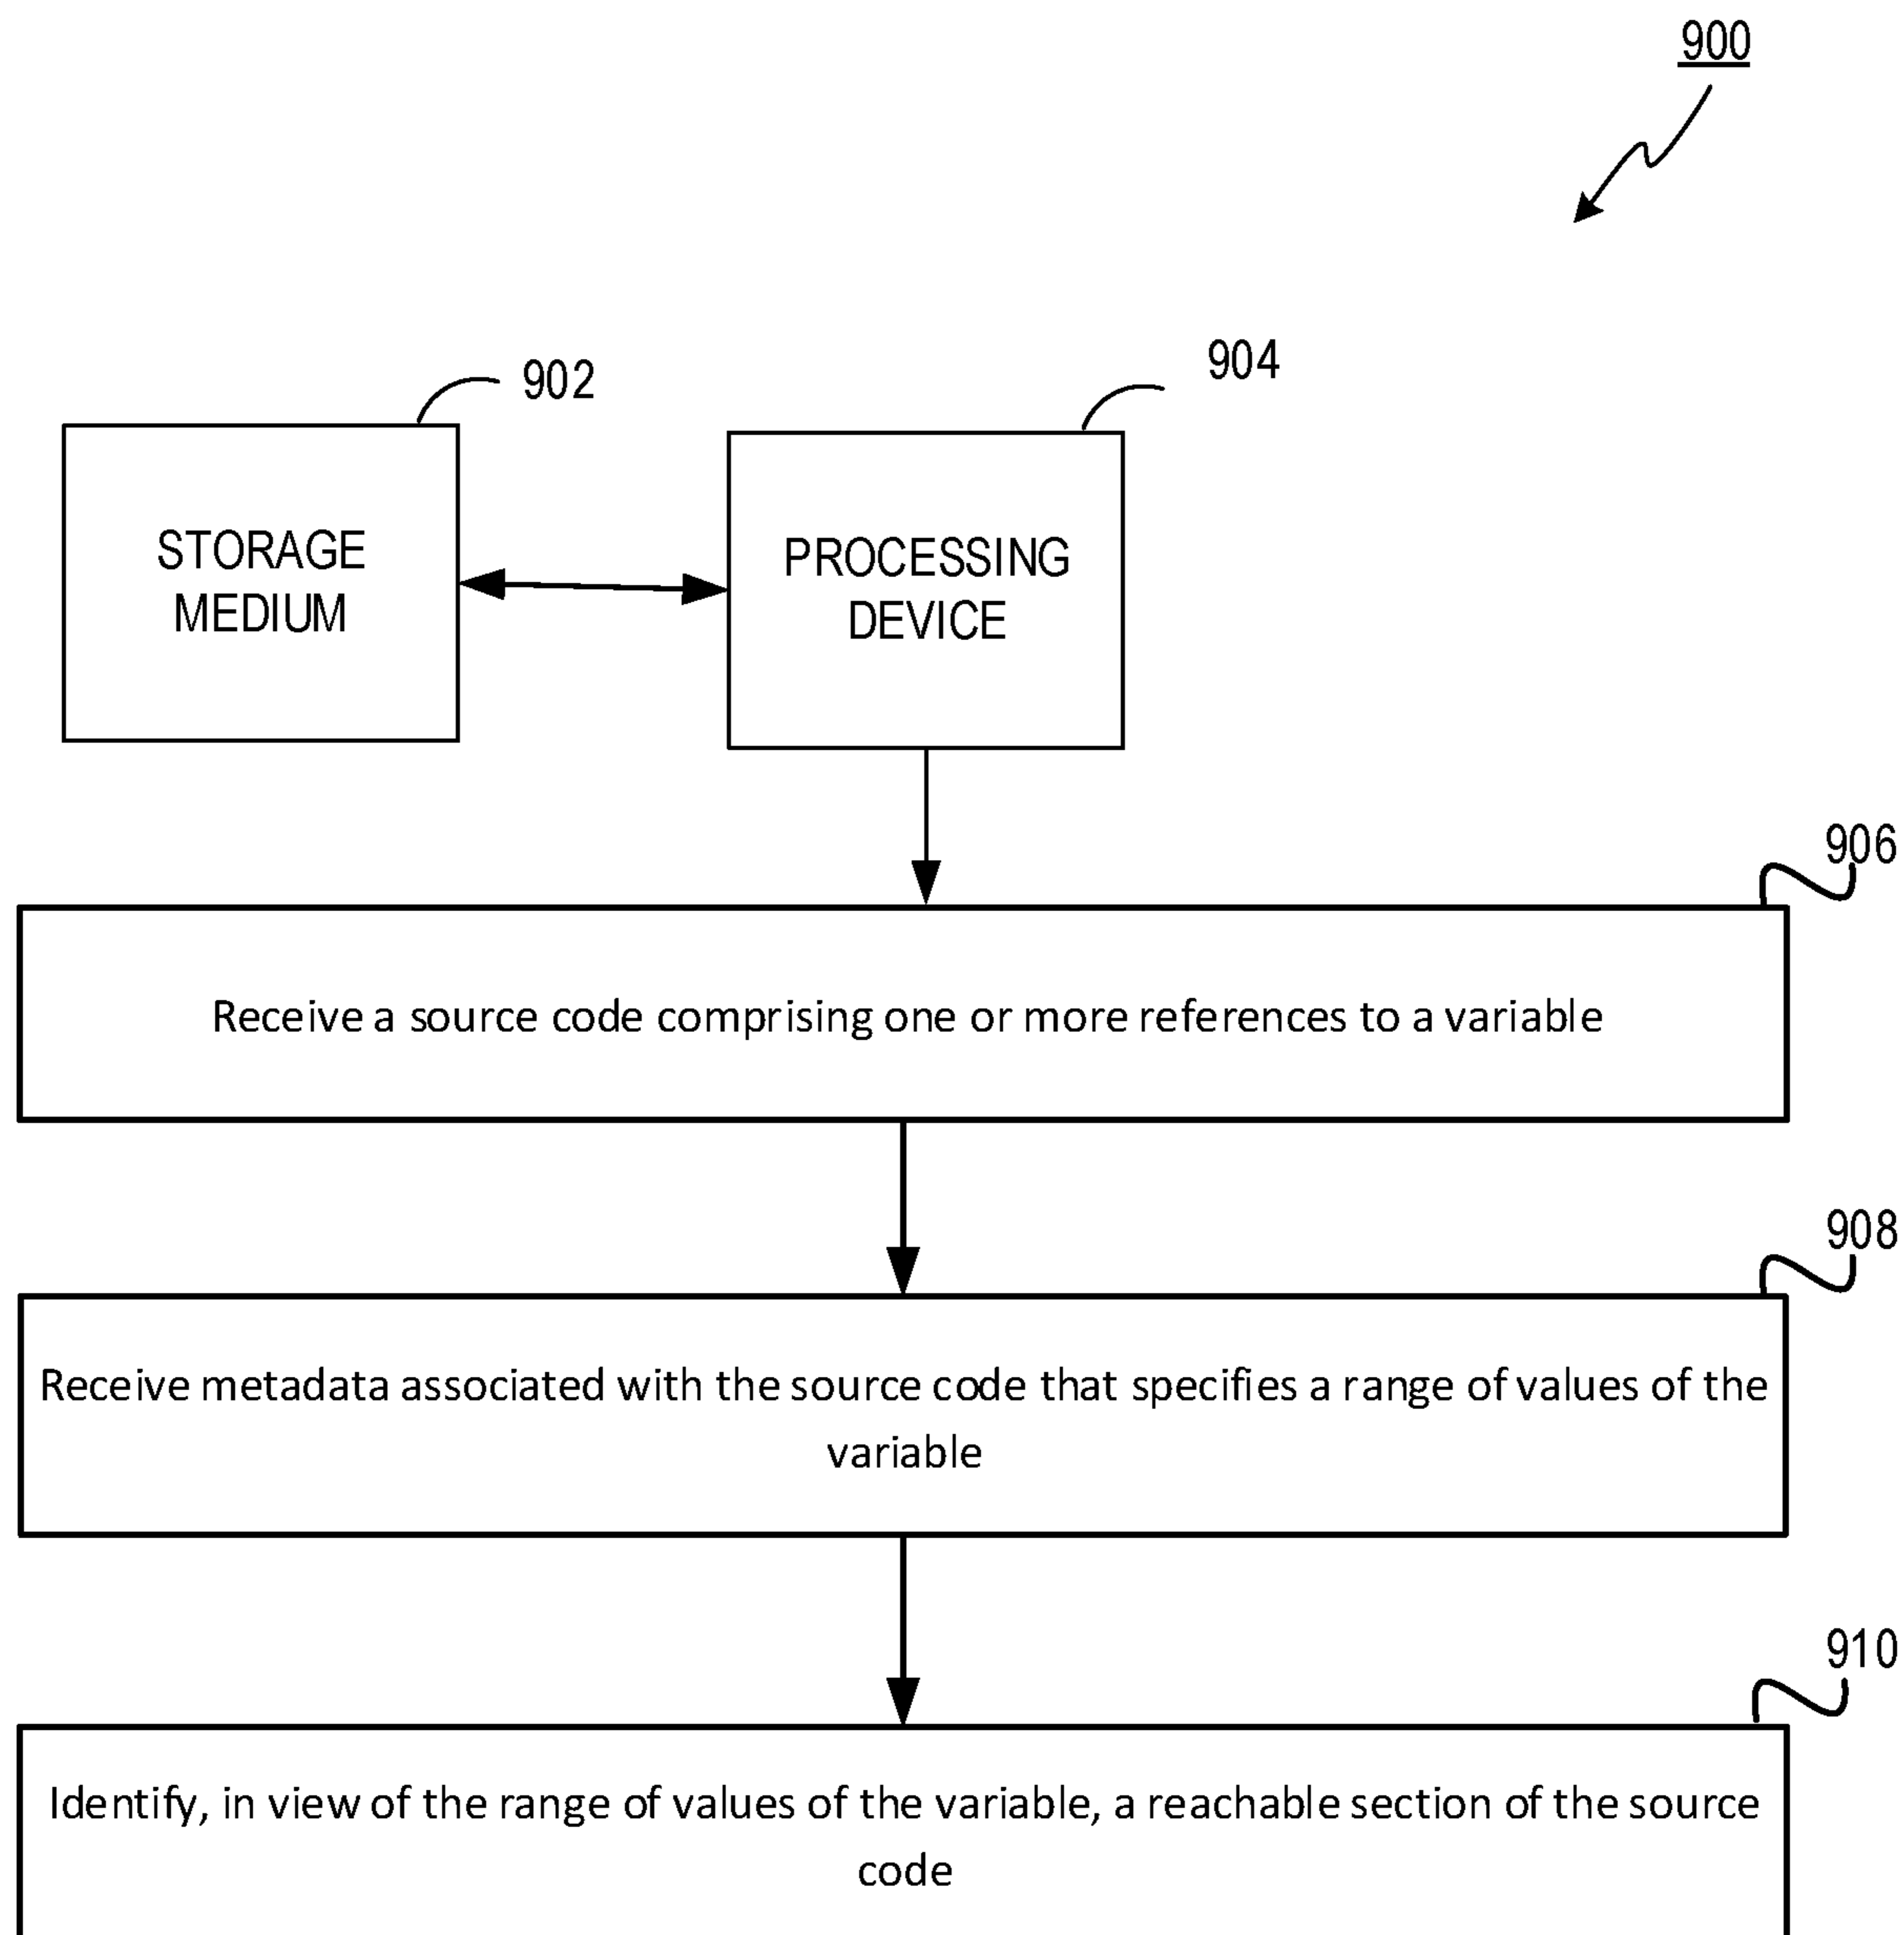 900
902
904
STORAGE
MEDIUM
PROCESSING
DEVICE
906
Receive a source code comprising one or more references to a variable
908
Receive metadata associated with the source code that specifies a range of values of the
variable
910
Identify, in view of the range of values of the variable, a reachable section of the source
code